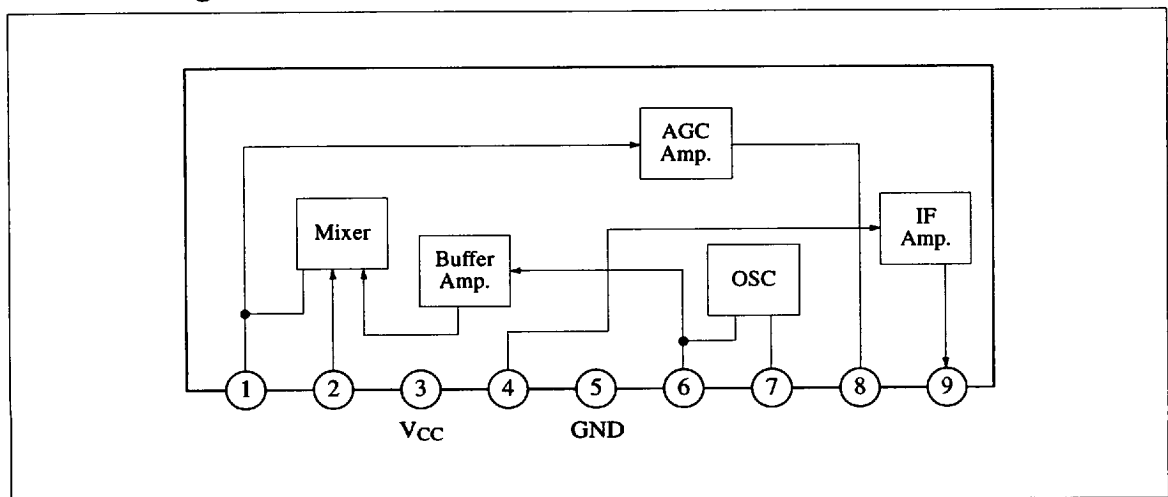 AGC
Amp.
Mixer
IF
Amp.
Buffer
Amp.
OSC
1 2 3 4 5 6 7 8 9
VCC GND